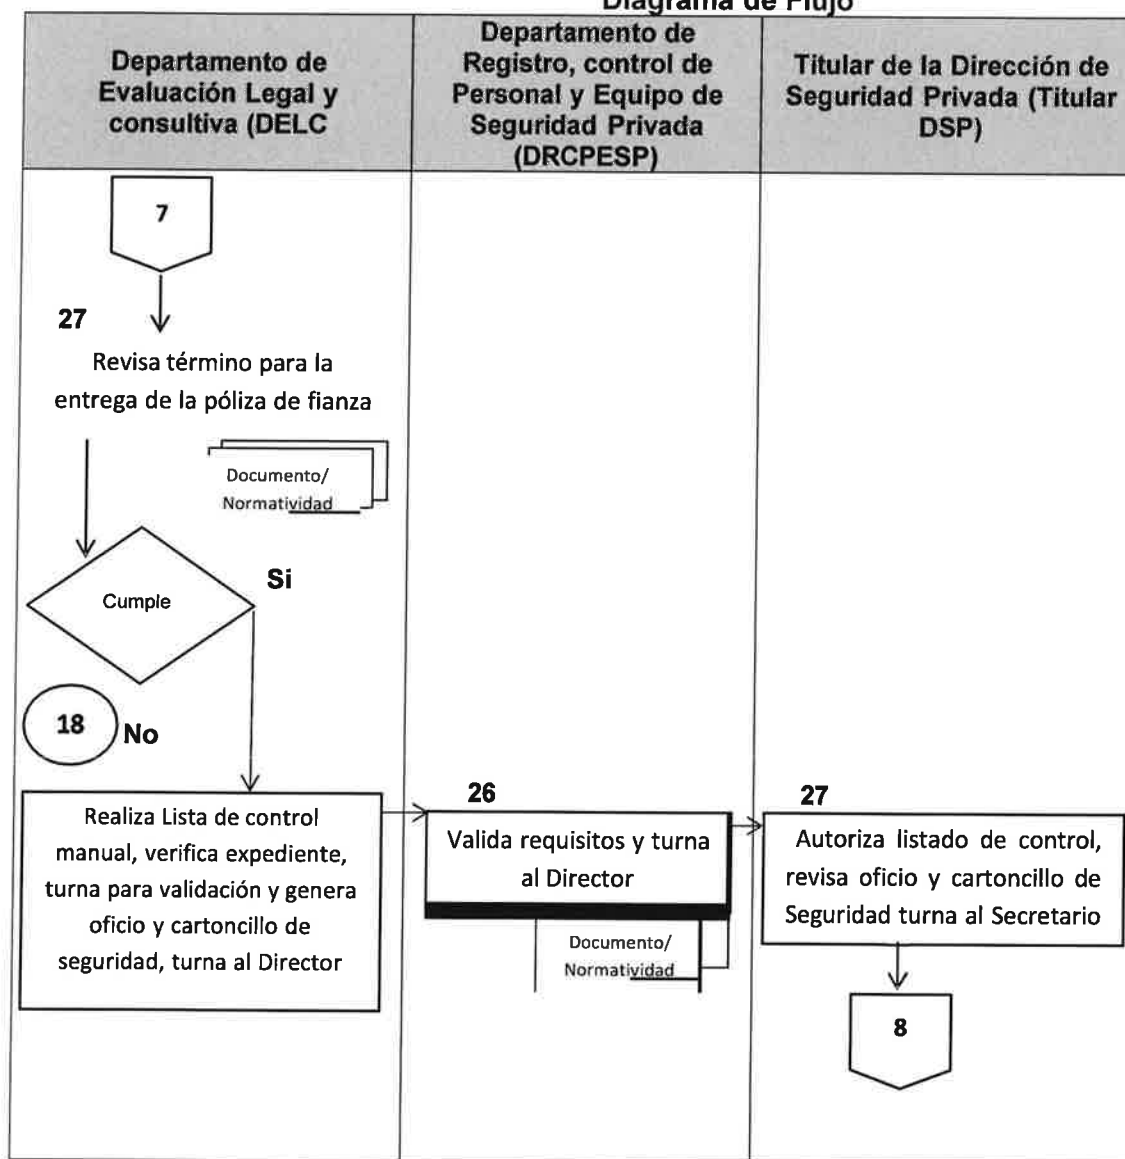 Diagrama de Flujo
Departamento de
Evaluación Legal y
consultiva (DELC
Departamento de
Registro, control de
Personal y Equipo de
Seguridad Privada
(DRCPESP)
Titular de la Dirección de
Seguridad Privada (Titular
DSP)
7
27
Revisa término para la
entrega de la póliza de fianza
Documento/
Normatividad
Cumple
Si
18
No
Realiza Lista de control
manual, verifica expediente,
turna para validación y genera
oficio y cartoncillo de
seguridad, turna al Director
26
Valida requisitos y turna
al Director
Documento/
Normatividad
27
Autoriza listado de control,
revisa oficio y cartoncillo de
Seguridad turna al Secretario
8